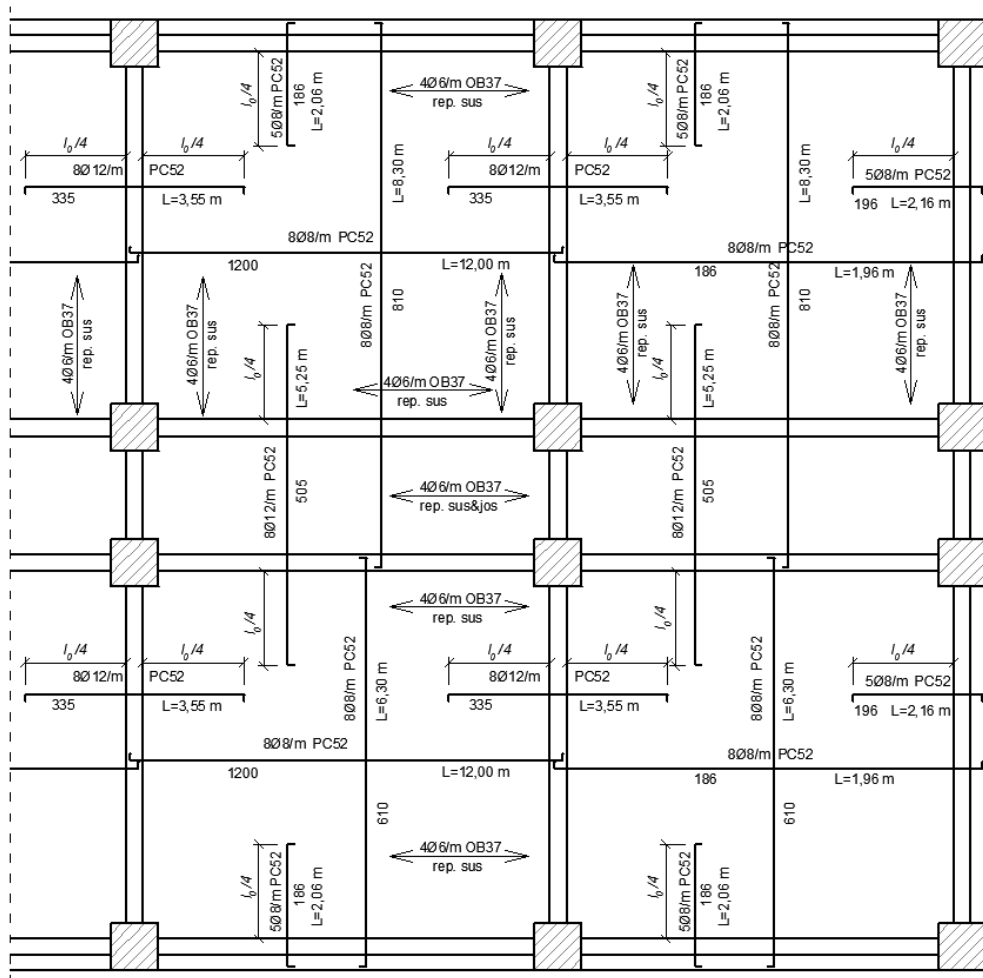 l₀/4
5Ø8/m PC52
186
L=2,06 m
4Ø6/m OB37
rep. sus
l₀/4
5Ø8/m PC52
186
L=2,06 m
l₀/4
l₀/4
8Ø12/m
PC52
335
L=3,55 m
L=8,30 m
l₀/4
l₀/4
8Ø12/m
PC52
335
L=3,55 m
L=8,30 m
l₀/4
5Ø8/m PC52
196
L=2,16 m
8Ø8/m PC52
1200
L=12,00 m
8Ø8/m PC52
186
L=1,96 m
4Ø6/m OB37
rep. sus
4Ø6/m OB37
rep. sus
l₀/4
L=5,25 m
8Ø8/m PC52
810
4Ø6/m OB37
rep. sus
4Ø6/m OB37
rep. sus
4Ø6/m OB37
rep. sus
l₀/4
L=5,25 m
8Ø8/m PC52
810
4Ø6/m OB37
rep. sus
8Ø12/m PC52
505
4Ø6/m OB37
rep. sus&jos
8Ø12/m PC52
505
l₀/4
4Ø6/m OB37
rep. sus
l₀/4
l₀/4
l₀/4
8Ø12/m
PC52
335
L=3,55 m
8Ø8/m PC52
L=6,30 m
l₀/4
l₀/4
8Ø12/m
PC52
335
L=3,55 m
8Ø8/m PC52
L=6,30 m
l₀/4
5Ø8/m PC52
196
L=2,16 m
8Ø8/m PC52
1200
L=12,00 m
8Ø8/m PC52
186
L=1,96 m
610
610
l₀/4
5Ø8/m PC52
186
L=2,06 m
4Ø6/m OB37
rep. sus
l₀/4
5Ø8/m PC52
186
L=2,06 m